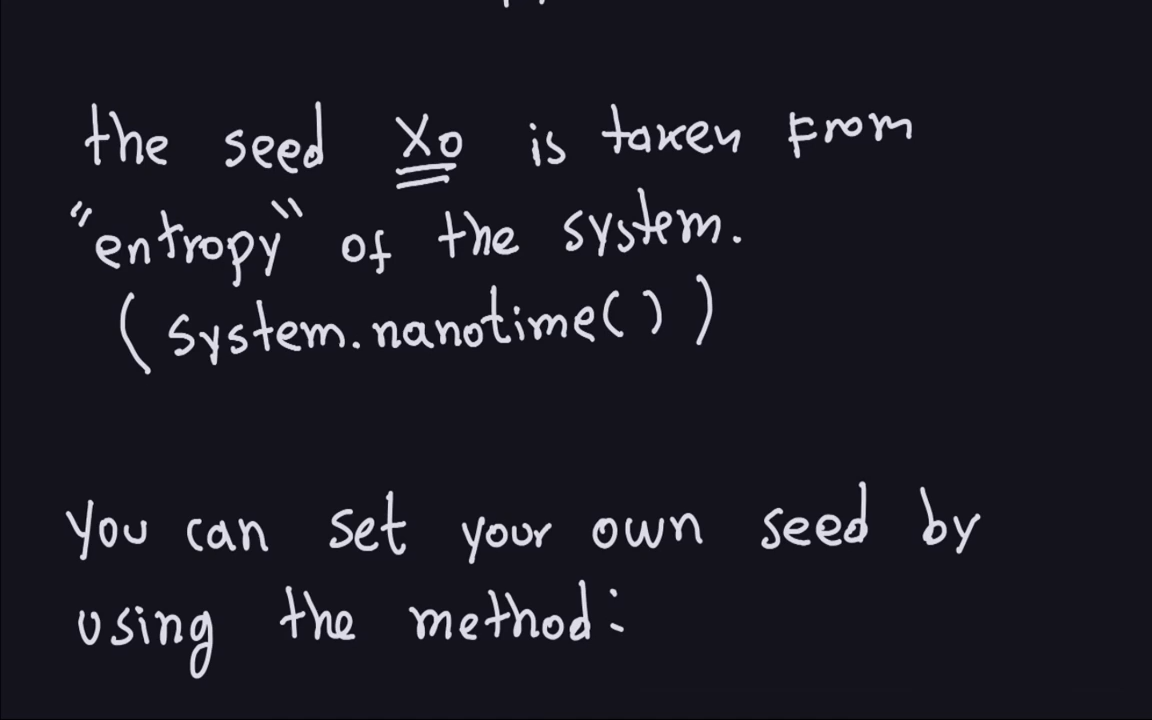 the seed X0 is taken from
"entropy" of the system.
(System.nanotime())
You can set your own seed by
using the method: